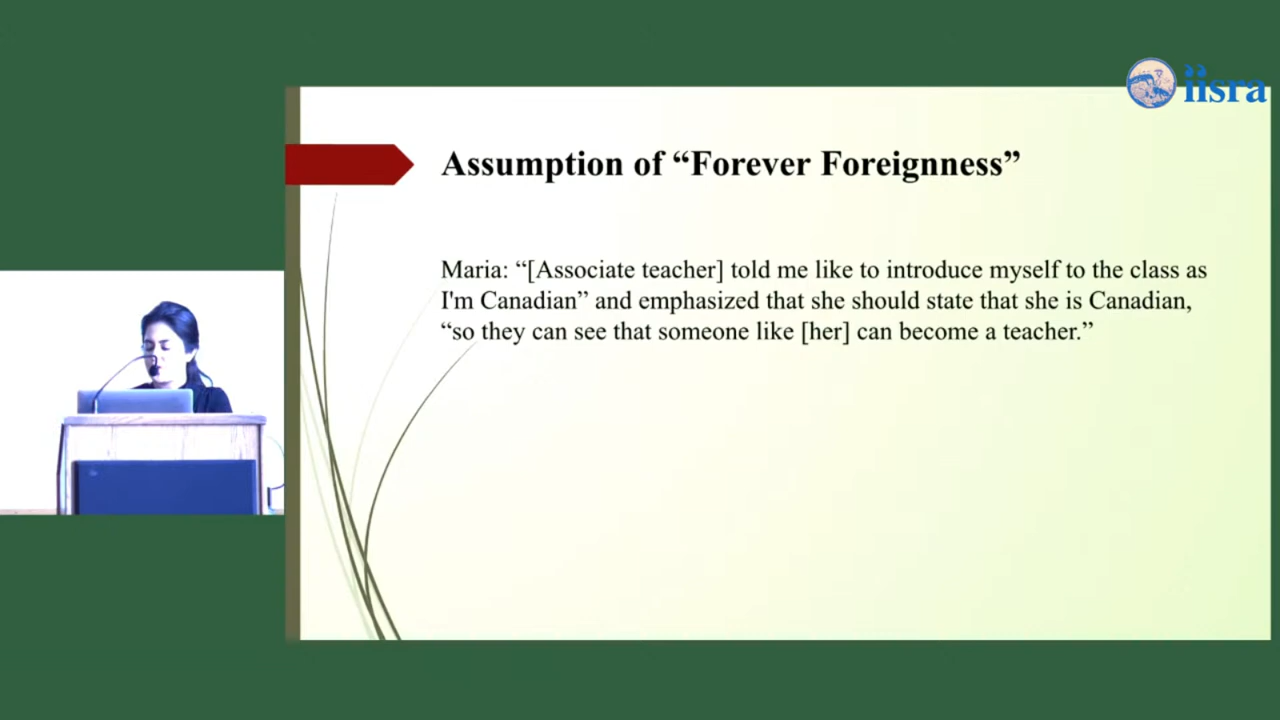 iisra
Assumption of “Forever Foreignness”
Maria: “[Associate teacher] told me like to introduce myself to the class as
I'm Canadian” and emphasized that she should state that she is Canadian,
“so they can see that someone like [her] can become a teacher.”